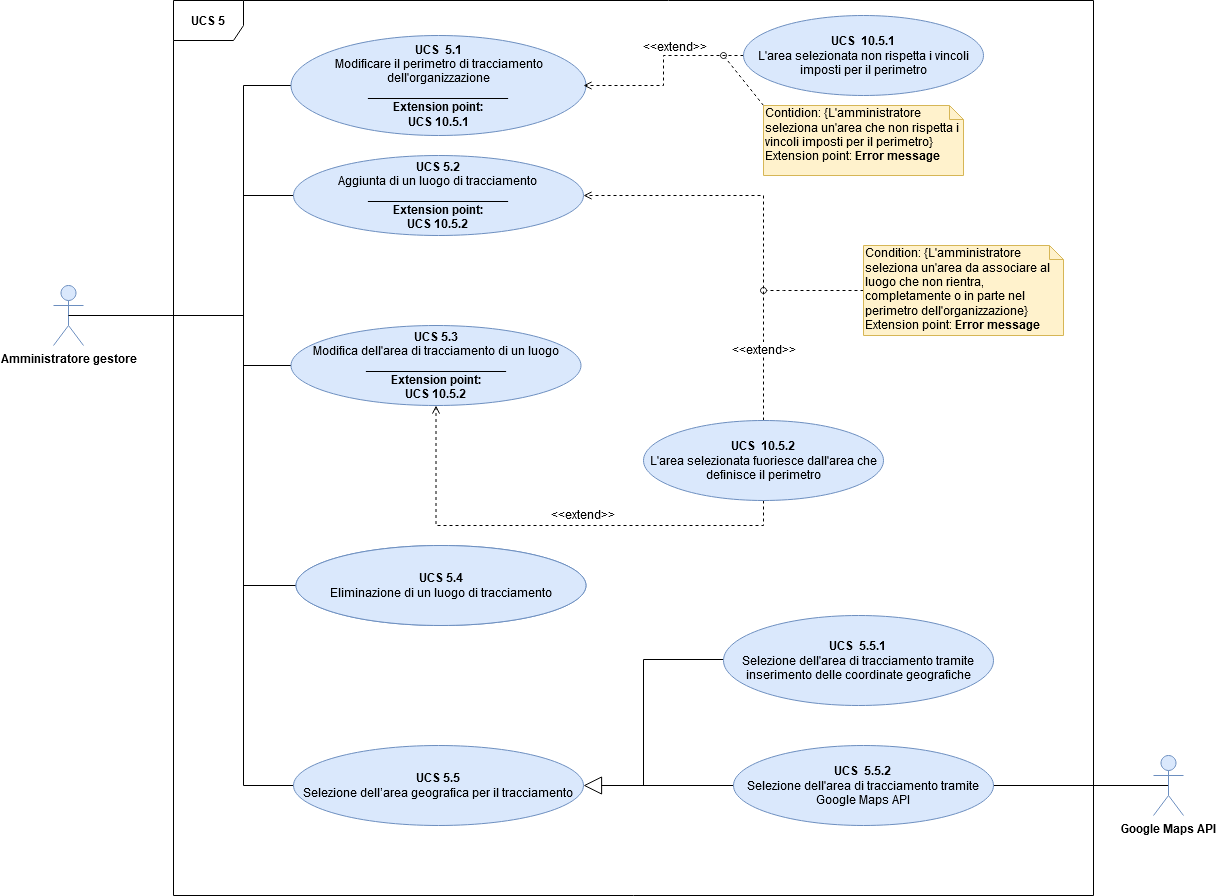 UCS 5
UCS  5.1
Modificare il perimetro di tracciamento
dell'organizzazione
Extension point:
UCS 10.5.1
<<extend>>
UCS  10.5.1
L'area selezionata non rispetta i vincoli
imposti per il perimetro
Contidion: {L'amministratore
seleziona un'area che non rispetta i
vincoli imposti per il perimetro}
Extension point: Error message
UCS 5.2
Aggiunta di un luogo di tracciamento
Extension point:
UCS 10.5.2
Condition: {L'amministratore
seleziona un'area da associare al
luogo che non rientra,
completamente o in parte nel
perimetro dell'organizzazione}
Extension point: Error message
Amministratore gestore
UCS 5.3
Modifica dell'area di tracciamento di un luogo
Extension point:
UCS 10.5.2
<<extend>>
UCS  10.5.2
L'area selezionata fuoriesce dall'area che
definisce il perimetro
<<extend>>
UCS 5.4
Eliminazione di un luogo di tracciamento
UCS  5.5.1
Selezione dell'area di tracciamento tramite
inserimento delle coordinate geografiche
UCS 5.5
Selezione dell'area geografica per il tracciamento
UCS  5.5.2
Selezione dell'area di tracciamento tramite
Google Maps API
Google Maps API